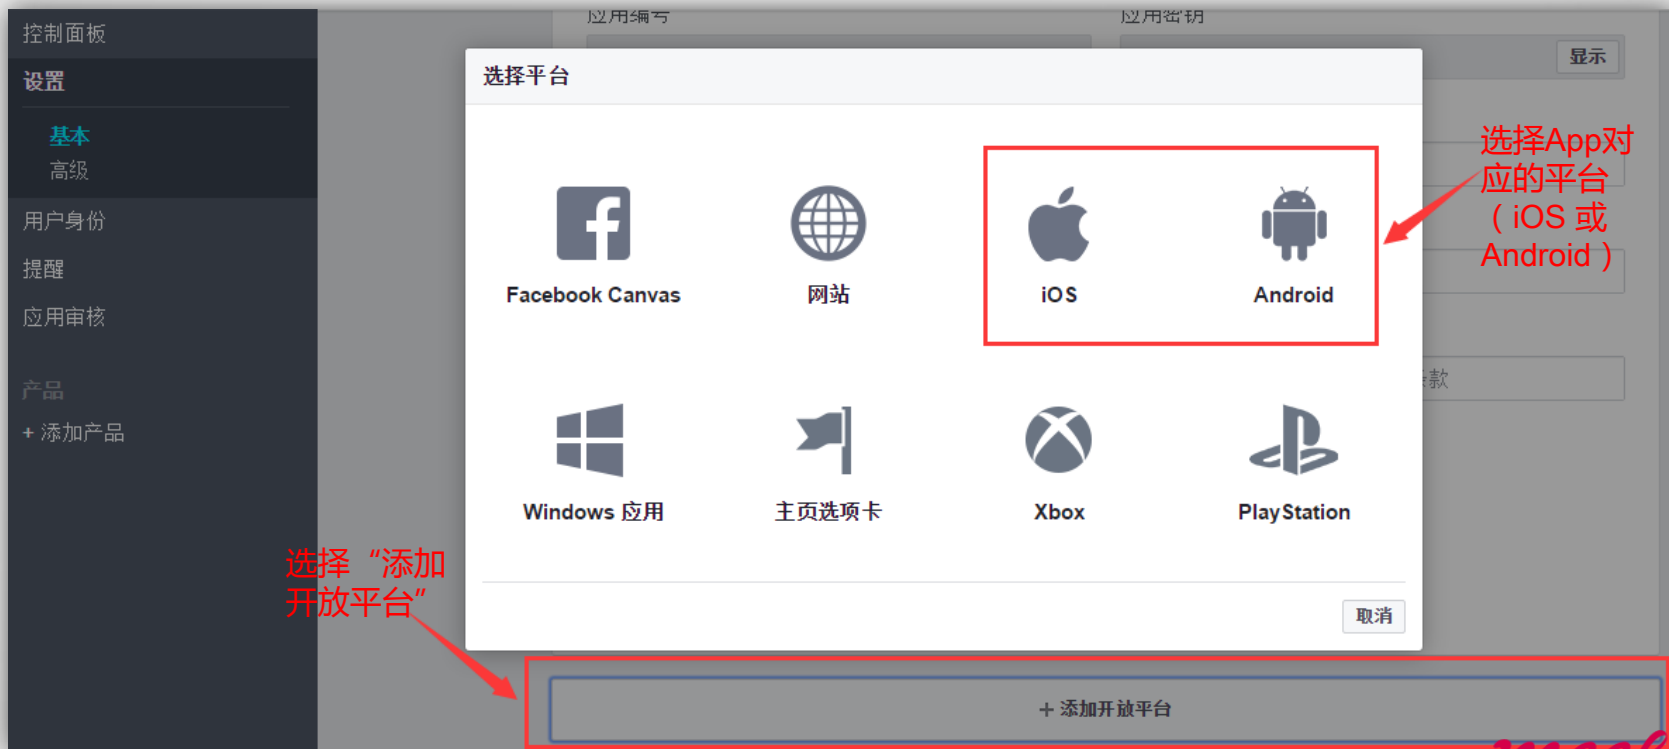 控制面板
设置
基本
高级
用户身份
提醒
应用审核
产品
+ 添加产品
应用编号
应用密钥
显示
选择平台
Facebook Canvas
网站
iOS
Android
Windows 应用
主页选项卡
Xbox
PlayStation
取消
款
选择App对
应的平台
（iOS 或
Android）
选择“添加
开放平台”
+ 添加开放平台